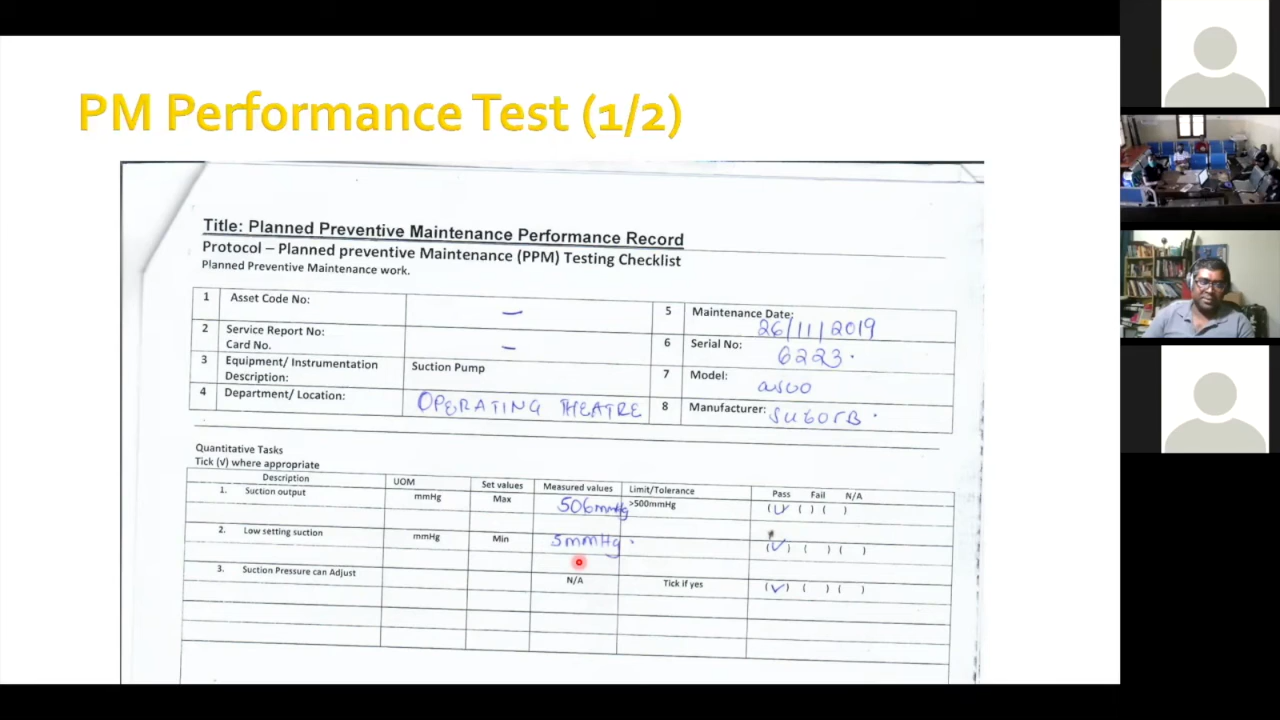 PM Performance Test (1/2)
Title: Planned Preventive Maintenance Performance Record
Protocol – Planned preventive Maintenance (PPM) Testing Checklist
Planned Preventive Maintenance work.
1 Asset Code No: – 5 Maintenance Date: 26/11/2019
2 Service Report No: Card No. – 6 Serial No: 6223.
3 Equipment/ Instrumentation Description: Suction Pump 7 Model:
4 Department/ Location: OPERATING THEATRE 8 Manufacturer:
Quantitative Tasks
Tick (√) where appropriate
Description UOM Set values Measured values Limit/Tolerance Pass Fail N/A
1. Suction output mmHg Max 506mmHg >500mmHg (√) ( ) ( )
2. Low setting suction mmHg Min 5mmHg. (√) ( ) ( )
3. Suction Pressure can Adjust N/A Tick if yes (√) ( ) ( )